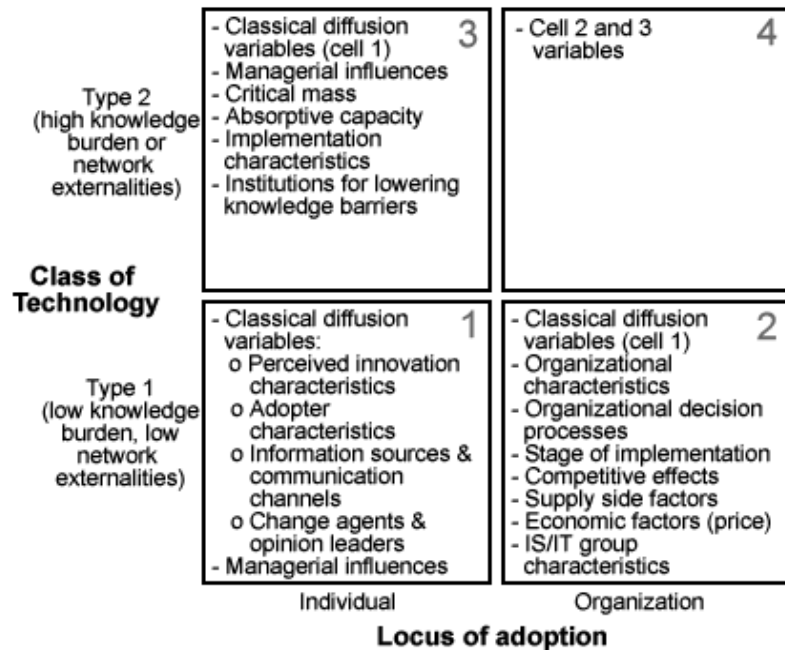 - Classical diffusion
variables (cell 1)
- Managerial influences
- Critical mass
- Absorptive capacity
- Implementation
characteristics
- Institutions for lowering
knowledge barriers
3
- Cell 2 and 3
variables
4
Type 2
(high knowledge
burden or
network
externalities)
Class of
Technology
- Classical diffusion
variables:
o Perceived innovation
characteristics
o Adopter
characteristics
o Information sources &
communication
channels
o Change agents &
opinion leaders
- Managerial influences
1
- Classical diffusion
variables (cell 1)
- Organizational
characteristics
- Organizational decision
processes
- Stage of implementation
- Competitive effects
- Supply side factors
- Economic factors (price)
- IS/IT group
characteristics
2
Type 1
(low knowledge
burden, low
network
externalities)
Individual
Organization
Locus of adoption